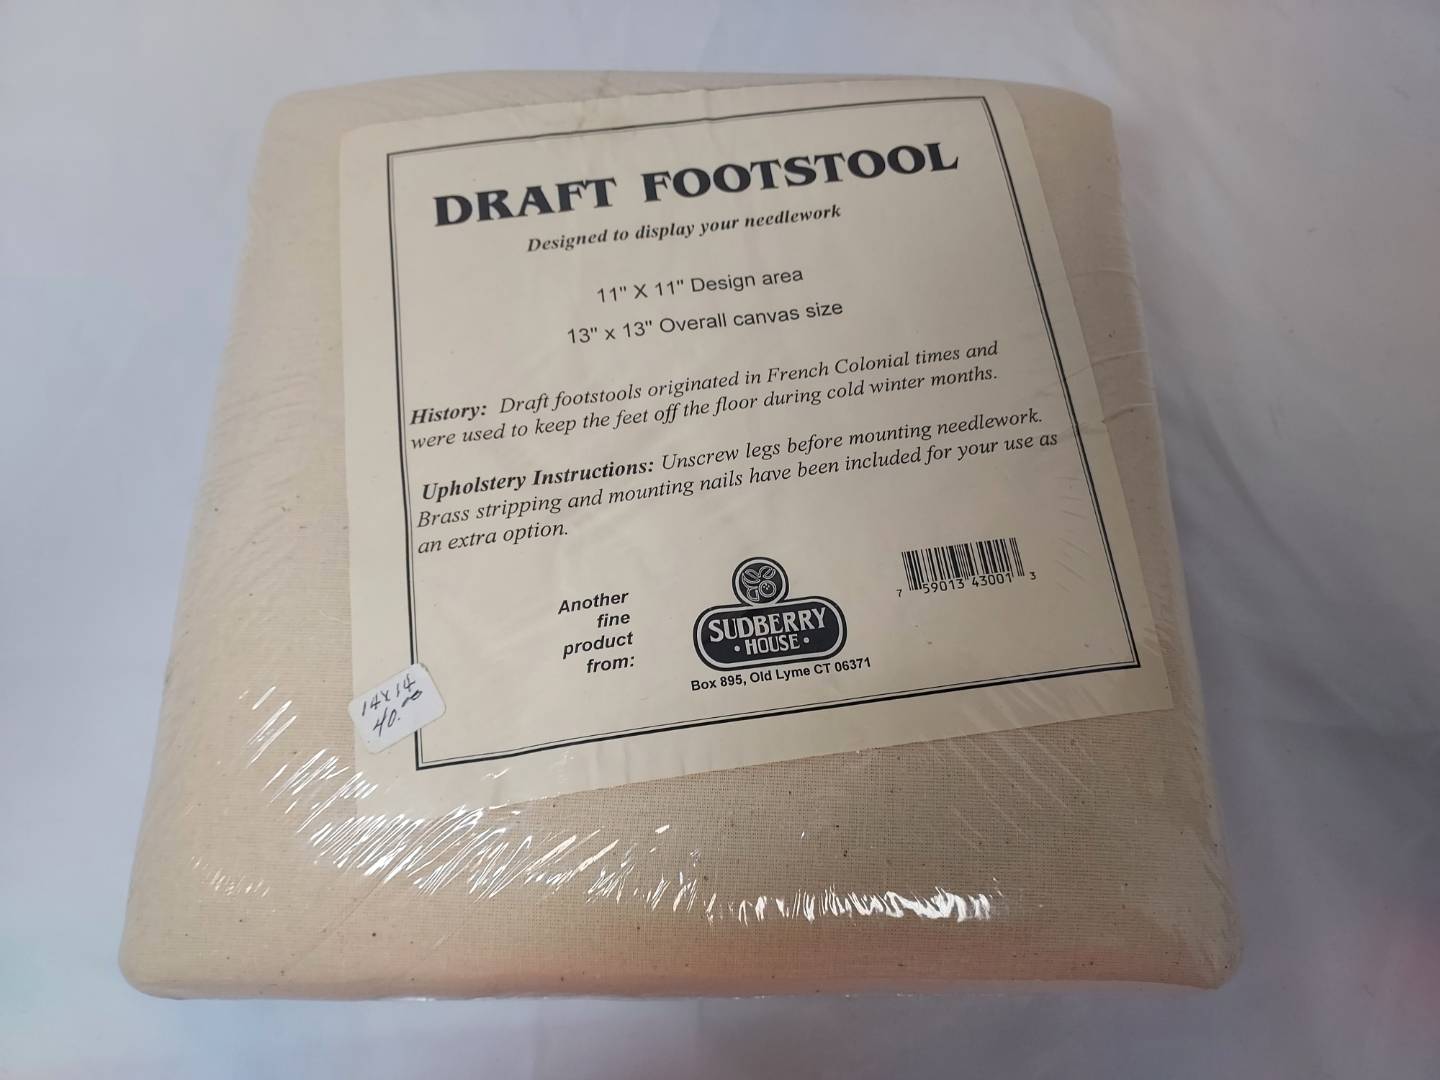 DRAFT FOOTSTOOL
Designed to display your needlework
11" X 11" Design area
13" x 13" Overall canvas size
History: Draft footstools originated in French Colonial times and
were used to keep the feet off the floor during cold winter months.
Upholstery Instructions: Unscrew legs before mounting needlework.
Brass stripping and mounting nails have been included for your use as
an extra option.
Another
fine
product
from:
SUDBERRY
• HOUSE •
Box 895, Old Lyme CT 06371
7 59013 43001 3
14x14
40.00